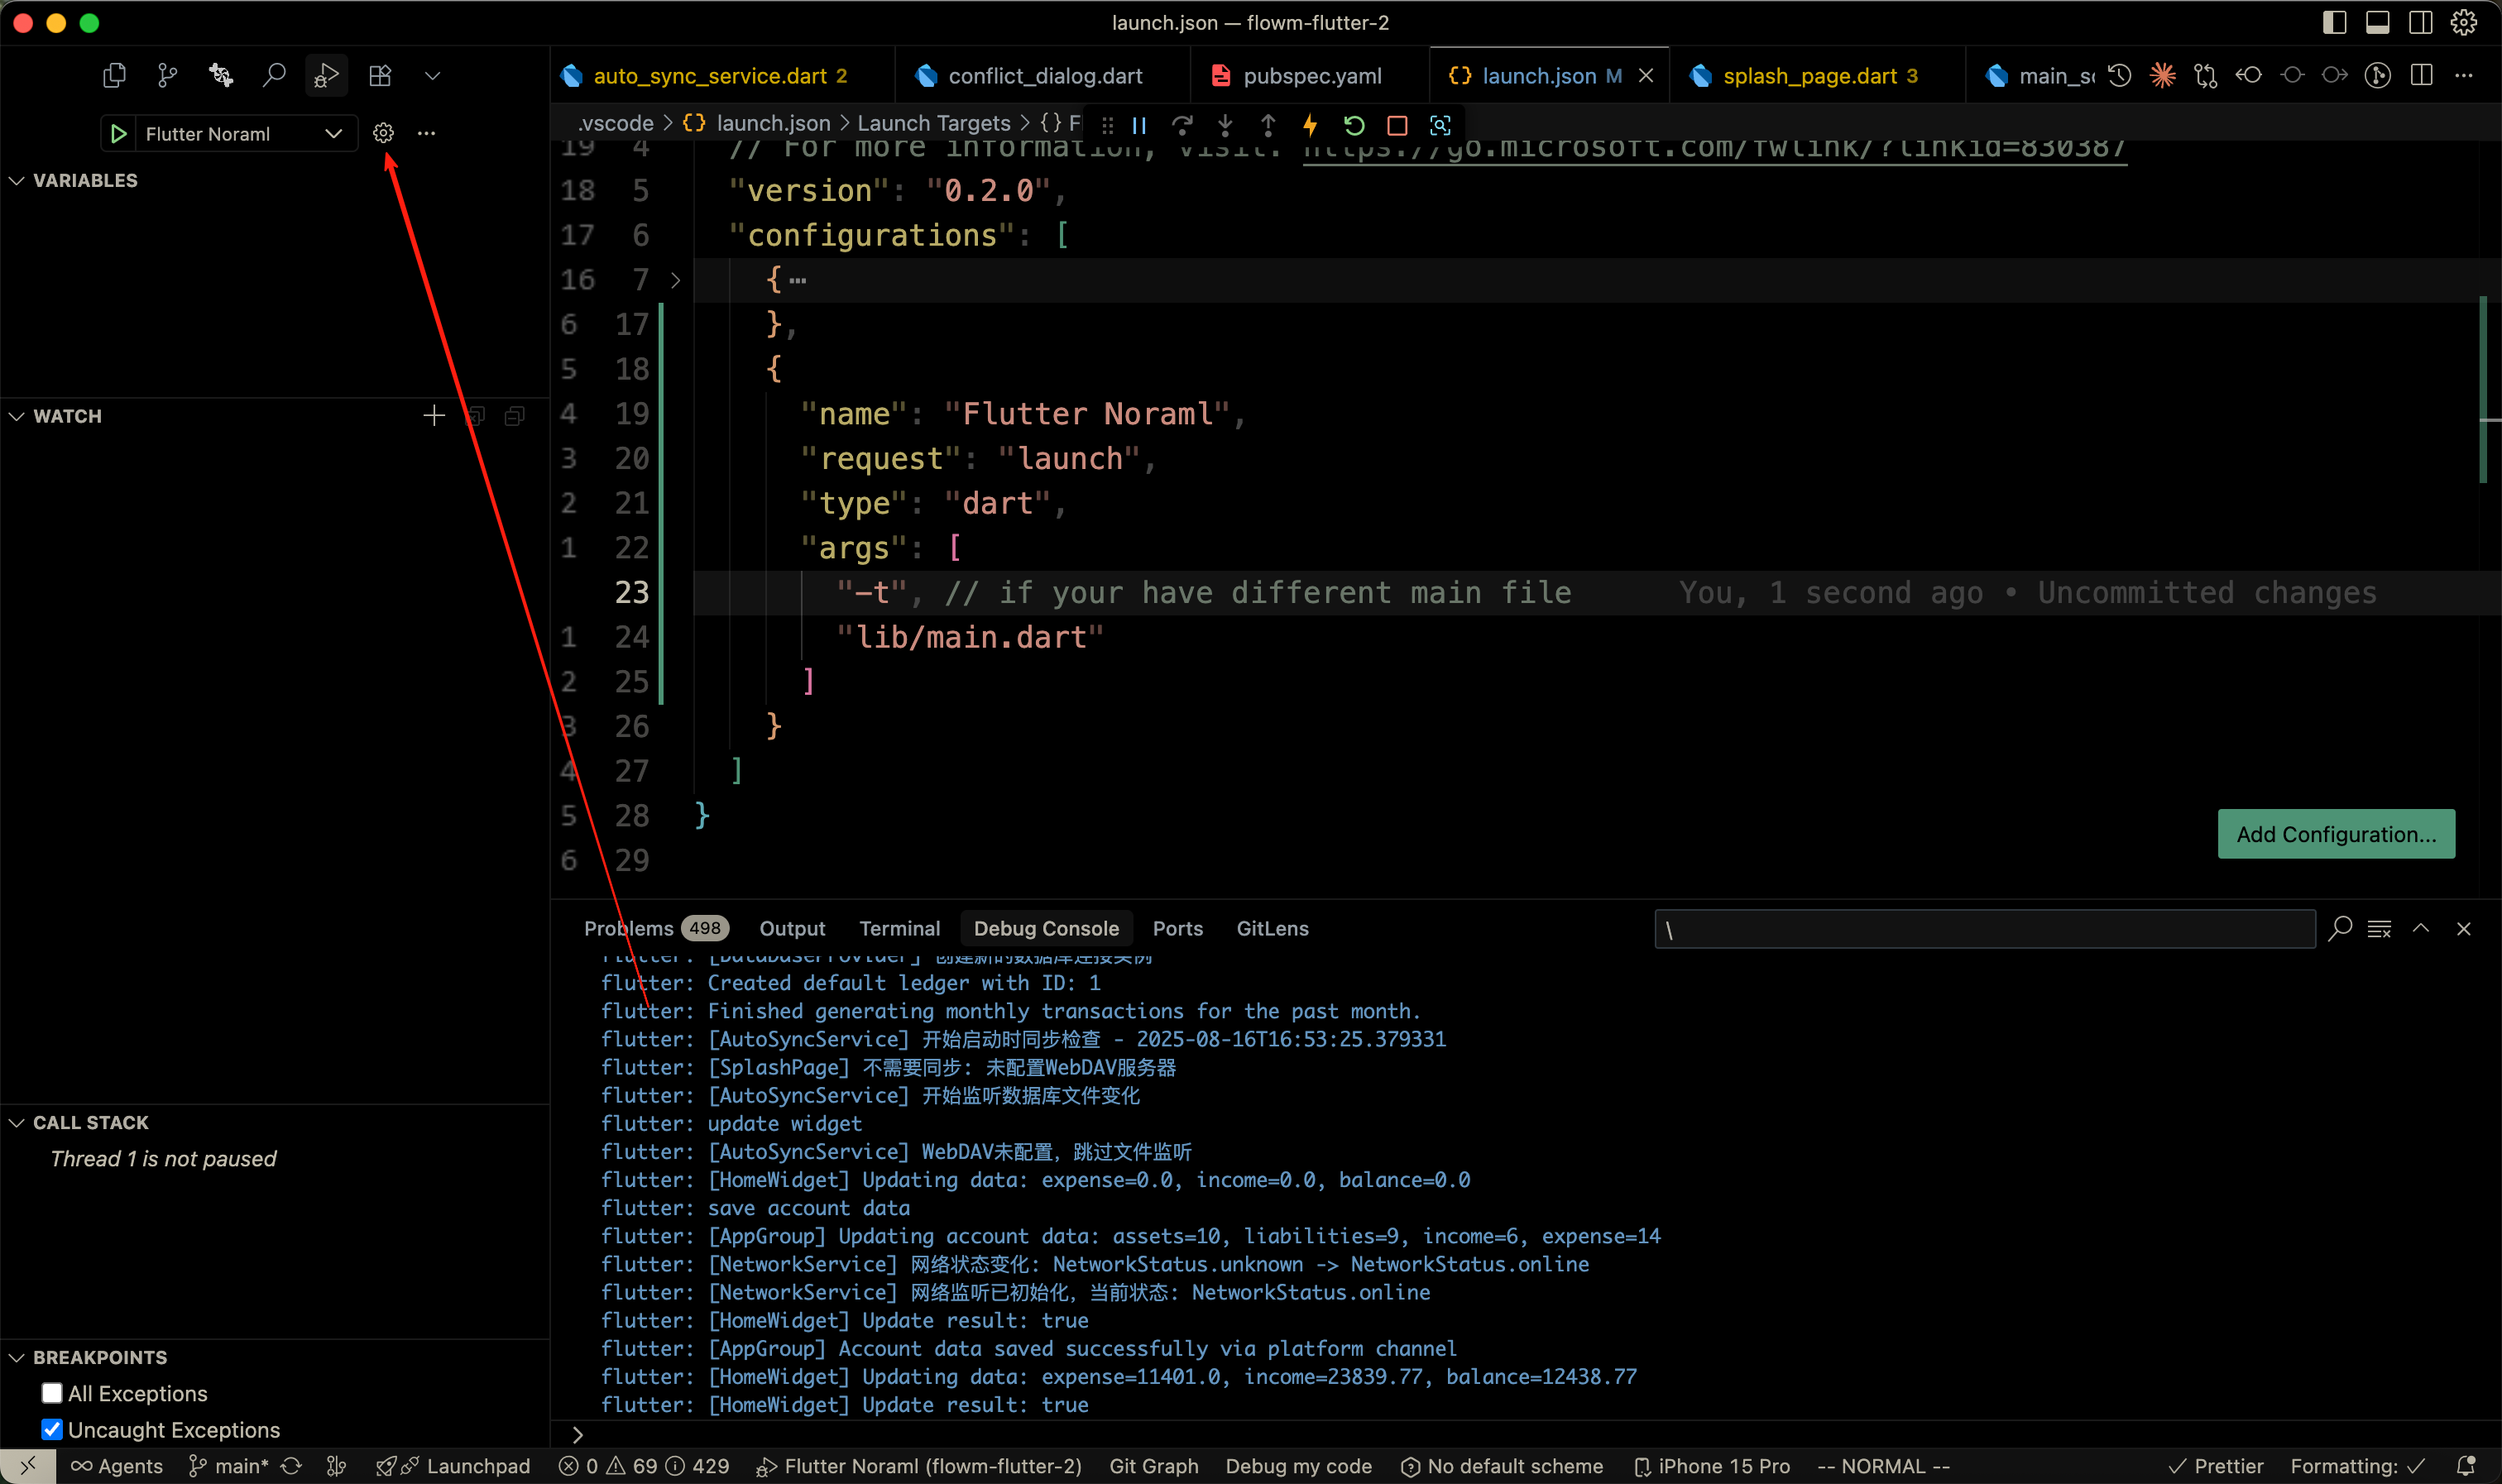 launch.json — flowm-flutter-2
auto_sync_service.dart 2
conflict_dialog.dart
pubspec.yaml
{} launch.json M
splash_page.dart 3
Flutter Noraml
.vscode > {} launch.json > Launch Targets > {} F
VARIABLES
WATCH
CALL STACK
Thread 1 is not paused
BREAKPOINTS
All Exceptions
Uncaught Exceptions
19 4 // For more information, visit: https://go.microsoft.com/fwlink/?linkid=830387
18 5 "version": "0.2.0",
17 6 "configurations": [
16 7 { …
6 17 },
5 18 {
4 19 "name": "Flutter Noraml",
3 20 "request": "launch",
2 21 "type": "dart",
1 22 "args": [
23 "-t", // if your have different main file You, 1 second ago • Uncommitted changes
1 24 "lib/main.dart"
2 25 ]
3 26 }
4 27 ]
5 28 }
6 29
Add Configuration...
Problems 498 Output Terminal Debug Console Ports GitLens
\
flutter: [DatabaseProvider] 创建新的数据库连接实例
flutter: Created default ledger with ID: 1
flutter: Finished generating monthly transactions for the past month.
flutter: [AutoSyncService] 开始启动时同步检查 - 2025-08-16T16:53:25.379331
flutter: [SplashPage] 不需要同步: 未配置WebDAV服务器
flutter: [AutoSyncService] 开始监听数据库文件变化
flutter: update widget
flutter: [AutoSyncService] WebDAV未配置，跳过文件监听
flutter: [HomeWidget] Updating data: expense=0.0, income=0.0, balance=0.0
flutter: save account data
flutter: [AppGroup] Updating account data: assets=10, liabilities=9, income=6, expense=14
flutter: [NetworkService] 网络状态变化: NetworkStatus.unknown -> NetworkStatus.online
flutter: [NetworkService] 网络监听已初始化，当前状态: NetworkStatus.online
flutter: [HomeWidget] Update result: true
flutter: [AppGroup] Account data saved successfully via platform channel
flutter: [HomeWidget] Updating data: expense=11401.0, income=23839.77, balance=12438.77
flutter: [HomeWidget] Update result: true
Agents main* Launchpad 0 69 429 Flutter Noraml (flowm-flutter-2) Git Graph Debug my code No default scheme iPhone 15 Pro -- NORMAL -- Prettier Formatting: ✓